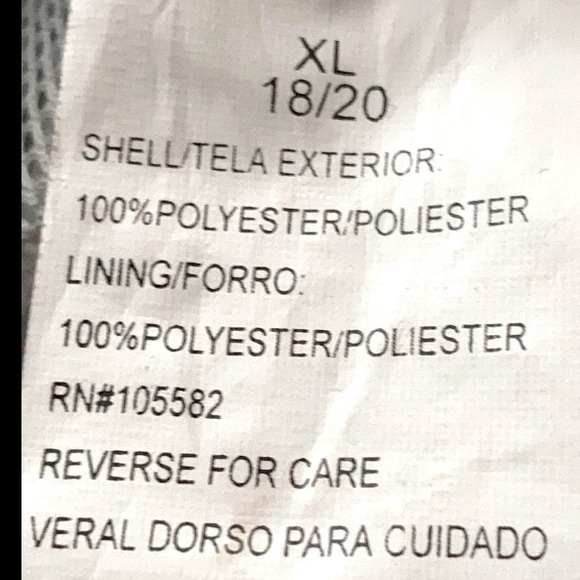 XL
18/20
SHELL/TELA EXTERIOR:
100%POLYESTER/POLIESTER
LINING/FORRO:
100%POLYESTER/POLIESTER
RN#105582
REVERSE FOR CARE
VERAL DORSO PARA CUIDADO